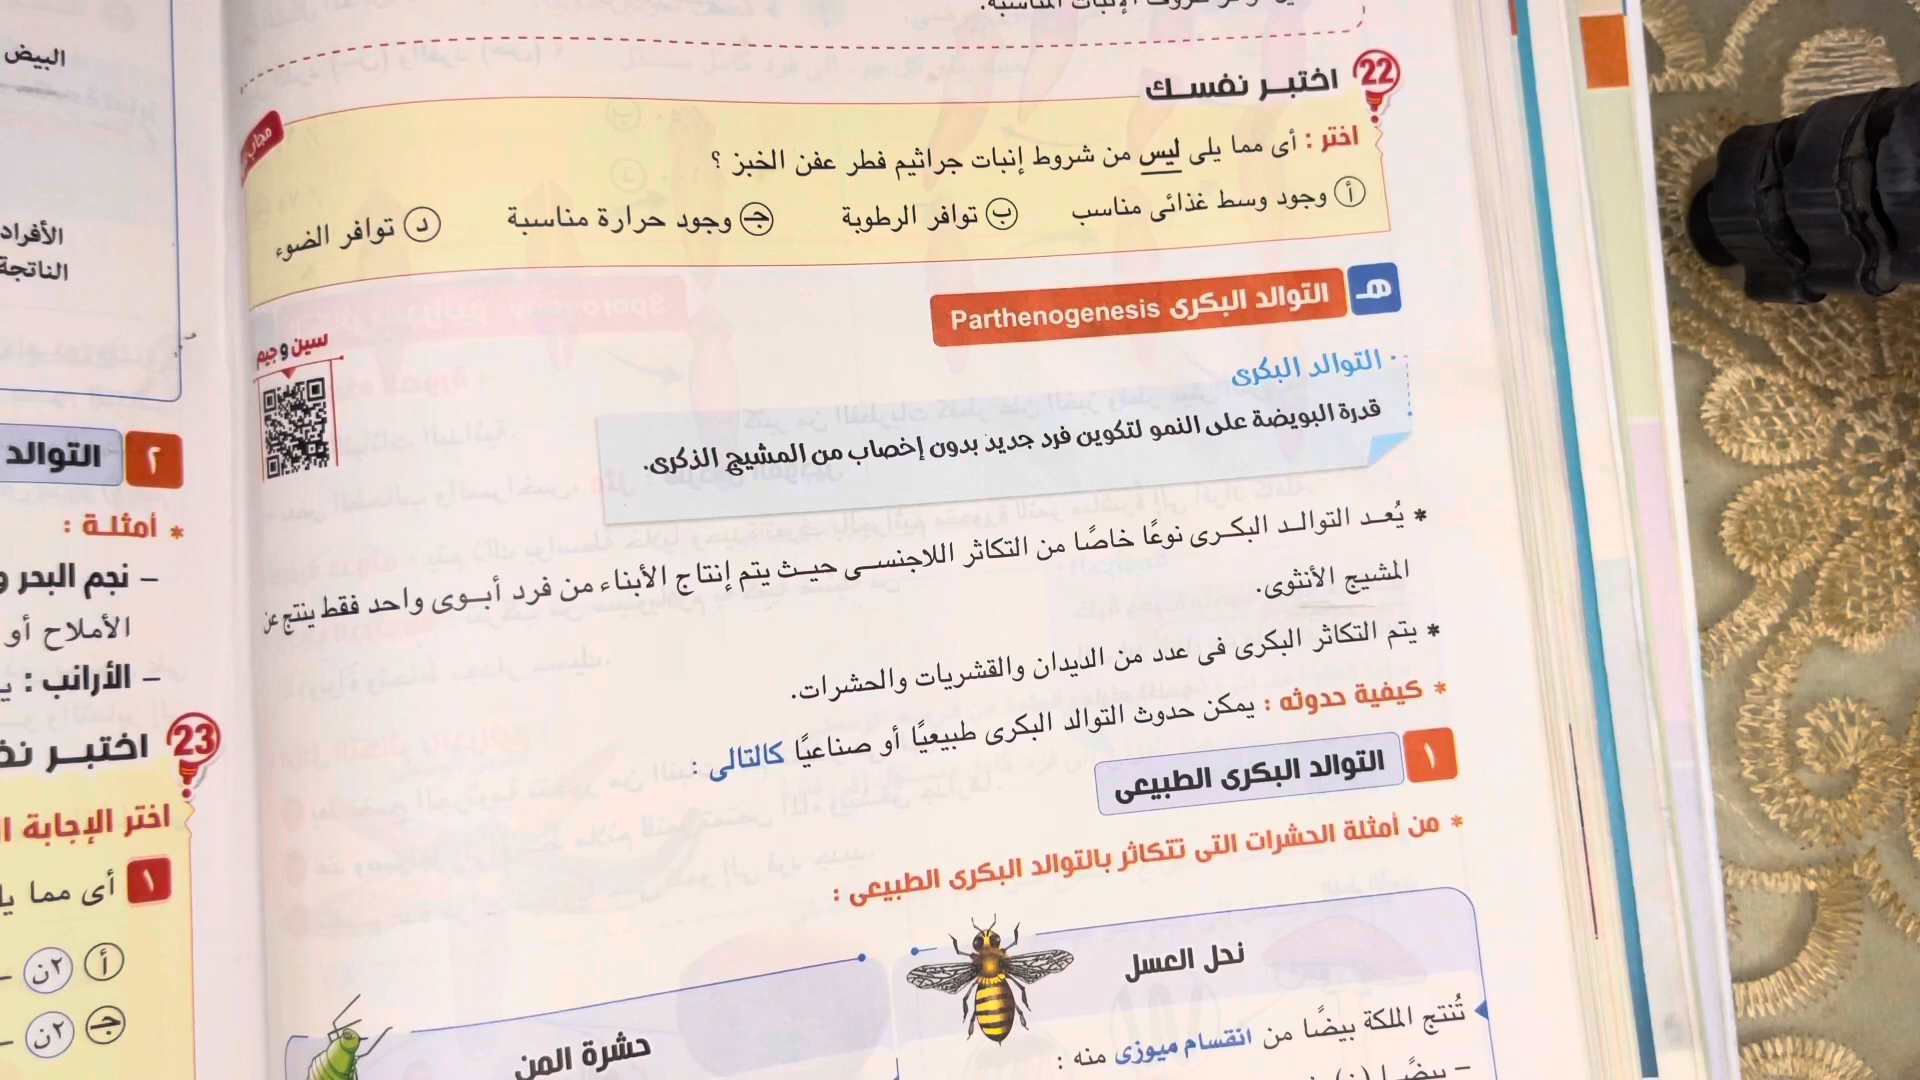 22 اختبر نفسك
اختر : أى مما يلى ليس من شروط إنبات جراثيم فطر عفن الخبز ؟
أ وجود وسط غذائى مناسب ب توافر الرطوبة جـ وجود حرارة مناسبة د توافر الضوء
هـ التوالد البكرى Parthenogenesis
سين وجيم
التوالد البكرى
قدرة البويضة على النمو لتكوين فرد جديد بدون إخصاب من المشيج الذكرى.
* يُعد التوالد البكرى نوعًا خاصًا من التكاثر اللاجنسى حيث يتم إنتاج الأبناء من فرد أبوى واحد فقط ينتج عن
المشيج الأنثوى.
* يتم التكاثر البكرى فى عدد من الديدان والقشريات والحشرات.
* كيفية حدوثه : يمكن حدوث التوالد البكرى طبيعيًا أو صناعيًا كالتالى :
١ التوالد البكرى الطبيعى
* من أمثلة الحشرات التى تتكاثر بالتوالد البكرى الطبيعى :
نحل العسل
تُنتج الملكة بيضًا من انقسام ميوزى منه :
حشرة المن
البيض
الأفراد
الناتجة
٢ التوالد
* أمثلة :
– نجم البحر و
الأملاح أو
– الأرانب :
23 اختبر
اختر الإجابة
١ أى مما
أ ٢ن –
جـ ٢ن –